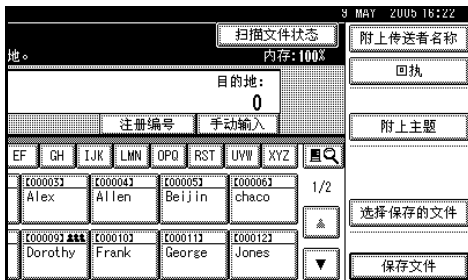 9 MAY 2005 16:22
扫描文件状态
附上传送者名称
地。
内存:100%
回执
目的地:
0
注册编号
手动输入
附上主题
EF GH IJK LMN OPQ RST UVW XYZ
[00003] [00004] [00005] [00006]
Alex Allen Beijin chaco
1/2
选择保存的文件
[00009] [00010] [00011] [00012]
Dorothy Frank George Jones
▲
▼
保存文件